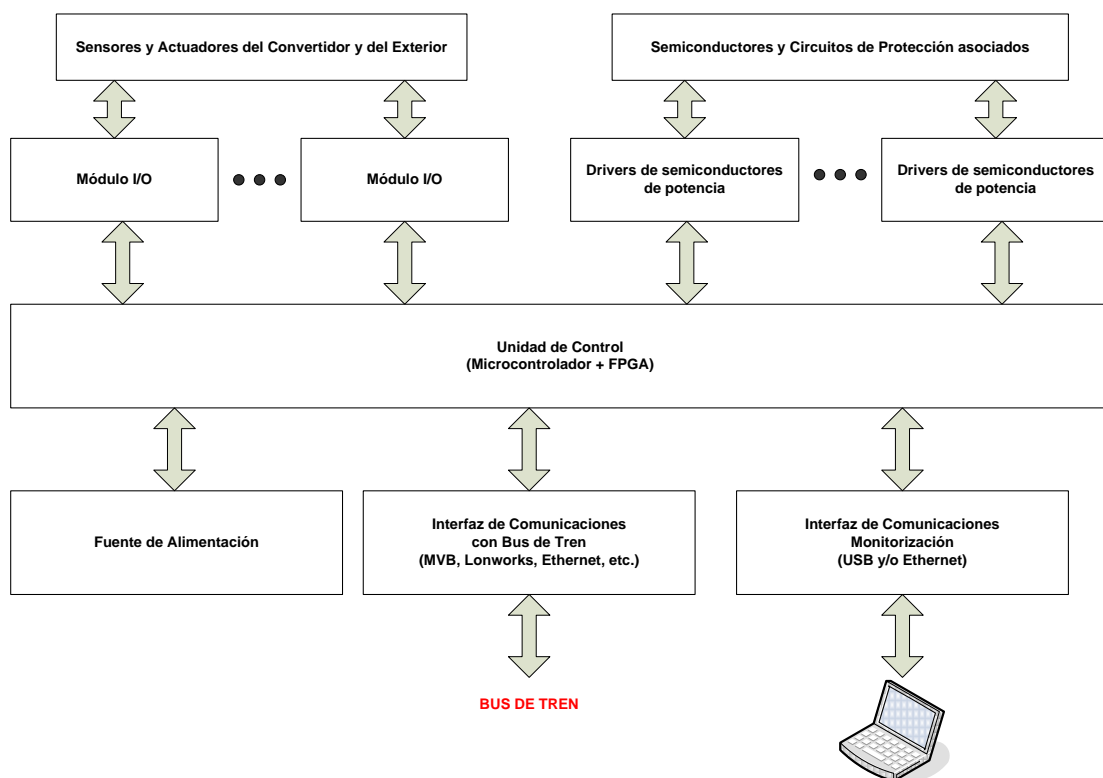 Sensores y Actuadores del Convertidor y del Exterior
Semiconductores y Circuitos de Protección asociados
Módulo I/O
Módulo I/O
Drivers de semiconductores
de potencia
Drivers de semiconductores
de potencia
Unidad de Control
(Microcontrolador + FPGA)
Fuente de Alimentación
Interfaz de Comunicaciones
con Bus de Tren
(MVB, Lonworks, Ethernet, etc.)
Interfaz de Comunicaciones
Monitorización
(USB y/o Ethernet)
BUS DE TREN